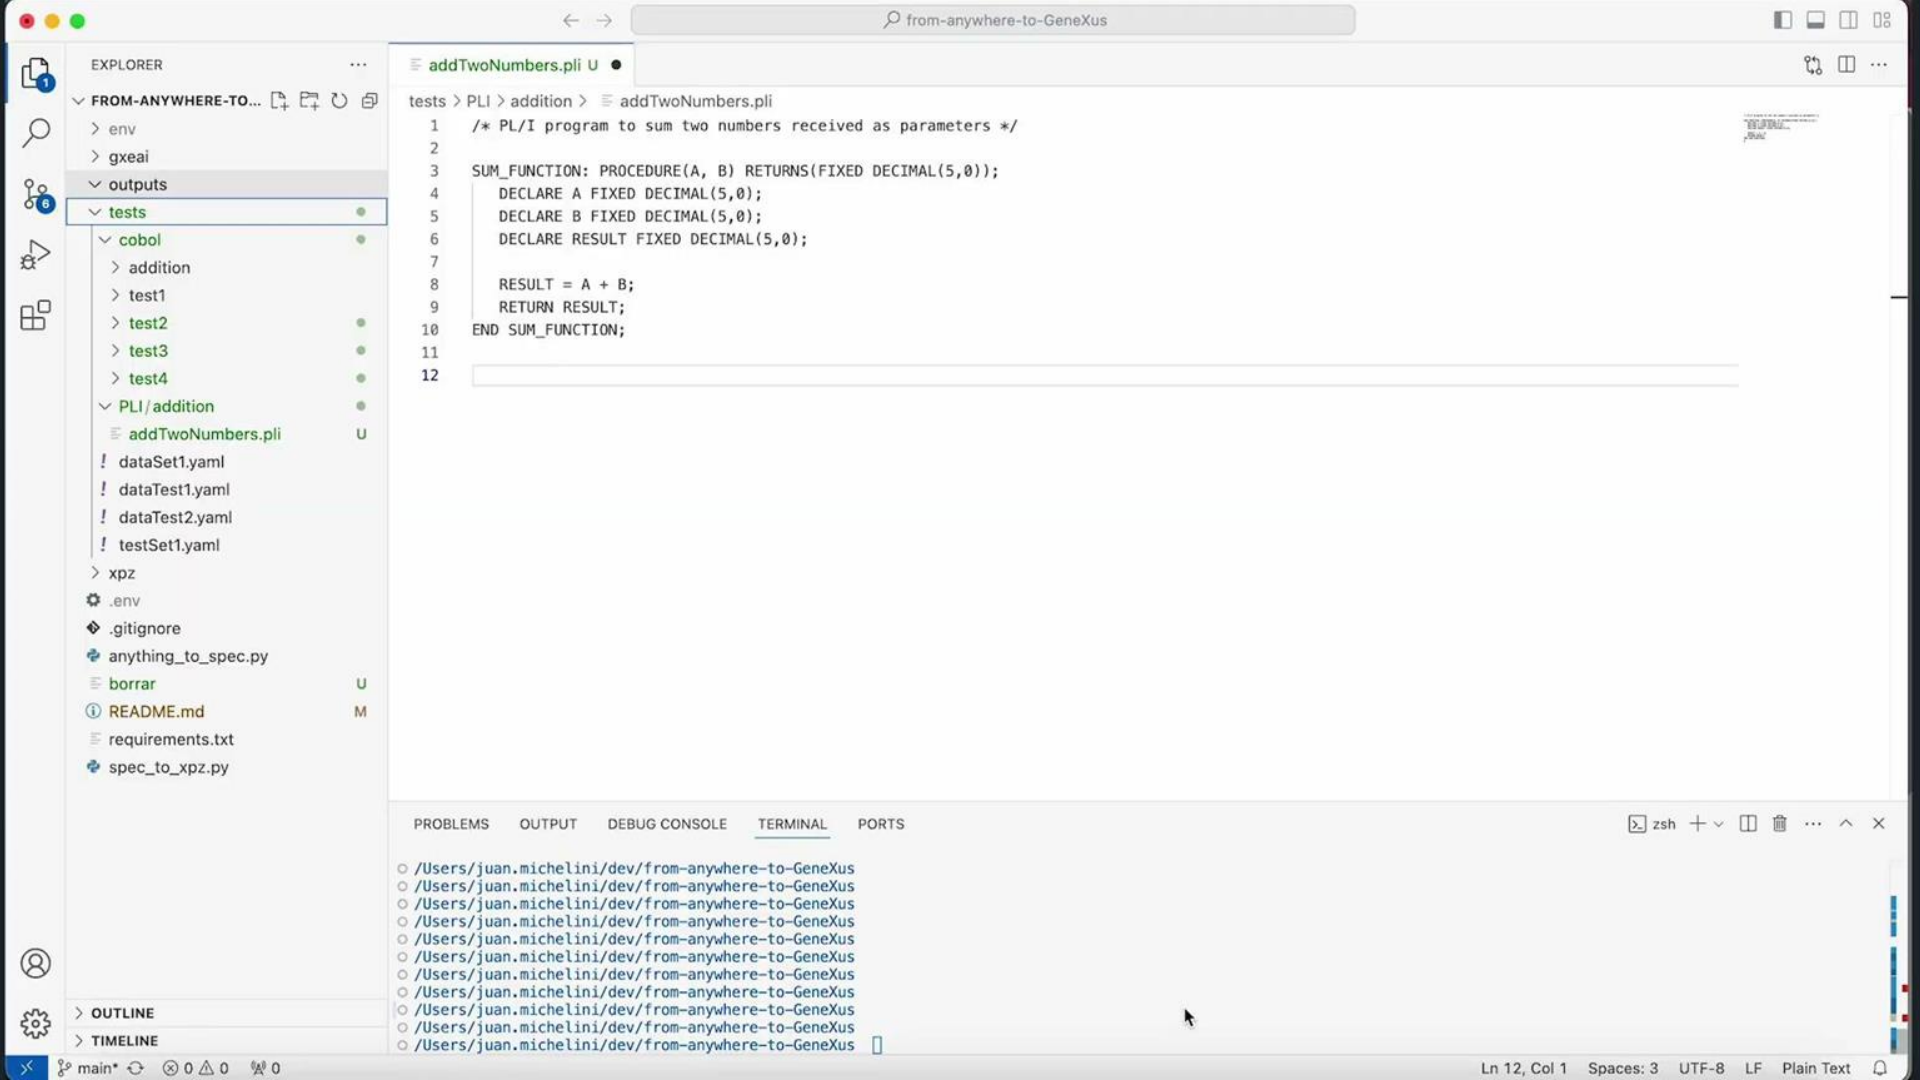 from-anywhere-to-GeneXus
EXPLORER
FROM-ANYWHERE-TO...
env
gxeai
outputs
tests
cobol
addition
test1
test2
test3
test4
PLI/addition
addTwoNumbers.pli U
dataSet1.yaml
dataTest1.yaml
dataTest2.yaml
testSet1.yaml
xpz
.env
.gitignore
anything_to_spec.py
borrar U
README.md M
requirements.txt
spec_to_xpz.py
OUTLINE
TIMELINE
1
6
addTwoNumbers.pli U
tests > PLI > addition > addTwoNumbers.pli
1 /* PL/I program to sum two numbers received as parameters */
2
3 SUM_FUNCTION: PROCEDURE(A, B) RETURNS(FIXED DECIMAL(5,0));
4 DECLARE A FIXED DECIMAL(5,0);
5 DECLARE B FIXED DECIMAL(5,0);
6 DECLARE RESULT FIXED DECIMAL(5,0);
7
8 RESULT = A + B;
9 RETURN RESULT;
10 END SUM_FUNCTION;
11
12
PROBLEMS OUTPUT DEBUG CONSOLE TERMINAL PORTS
zsh
/Users/juan.michelini/dev/from-anywhere-to-GeneXus
/Users/juan.michelini/dev/from-anywhere-to-GeneXus
/Users/juan.michelini/dev/from-anywhere-to-GeneXus
/Users/juan.michelini/dev/from-anywhere-to-GeneXus
/Users/juan.michelini/dev/from-anywhere-to-GeneXus
/Users/juan.michelini/dev/from-anywhere-to-GeneXus
/Users/juan.michelini/dev/from-anywhere-to-GeneXus
/Users/juan.michelini/dev/from-anywhere-to-GeneXus
/Users/juan.michelini/dev/from-anywhere-to-GeneXus
/Users/juan.michelini/dev/from-anywhere-to-GeneXus
/Users/juan.michelini/dev/from-anywhere-to-GeneXus
main* 0 0 0 Ln 12, Col 1 Spaces: 3 UTF-8 LF Plain Text